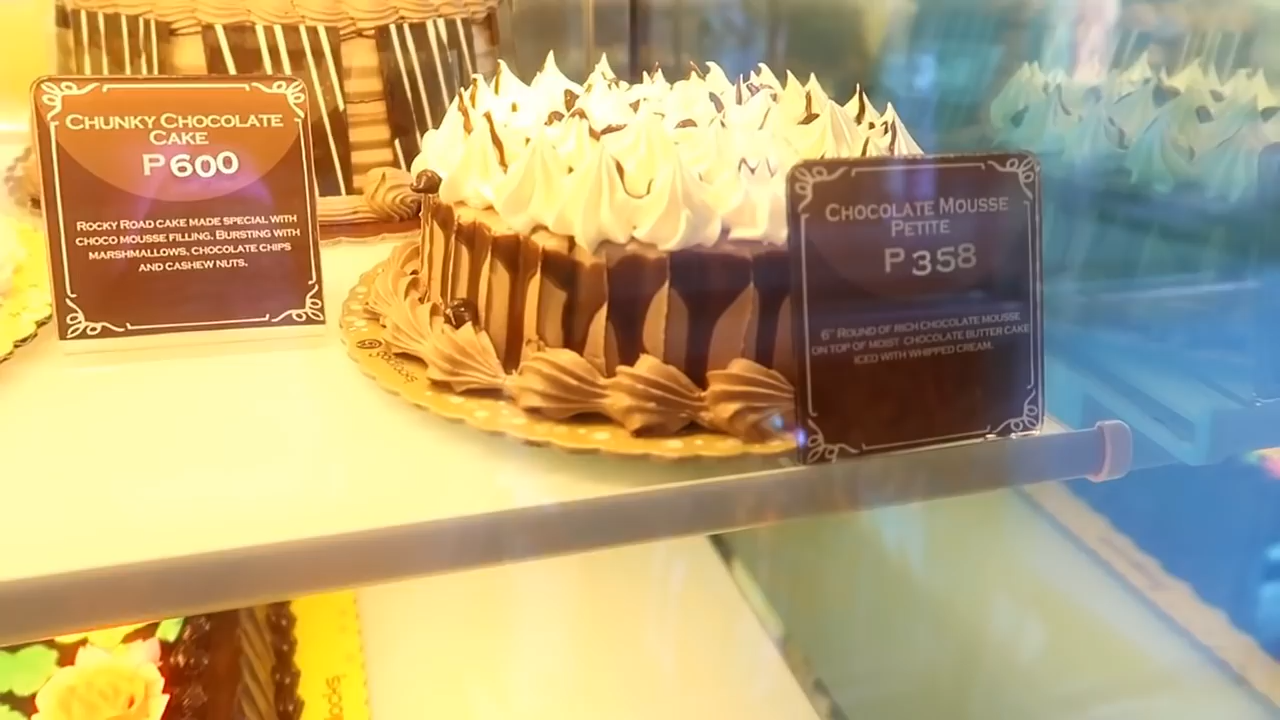 CHUNKY CHOCOLATE
CAKE
P600
ROCKY ROAD CAKE MADE SPECIAL WITH
CHOCO MOUSSE FILLING. BURSTING WITH
MARSHMALLOWS, CHOCOLATE CHIPS
AND CASHEW NUTS.
CHOCOLATE MOUSSE
PETITE
P358
6" ROUND OF RICH CHOCOLATE MOUSSE
ON TOP OF MOIST CHOCOLATE BUTTER CAKE
ICED WITH WHIPPED CREAM.